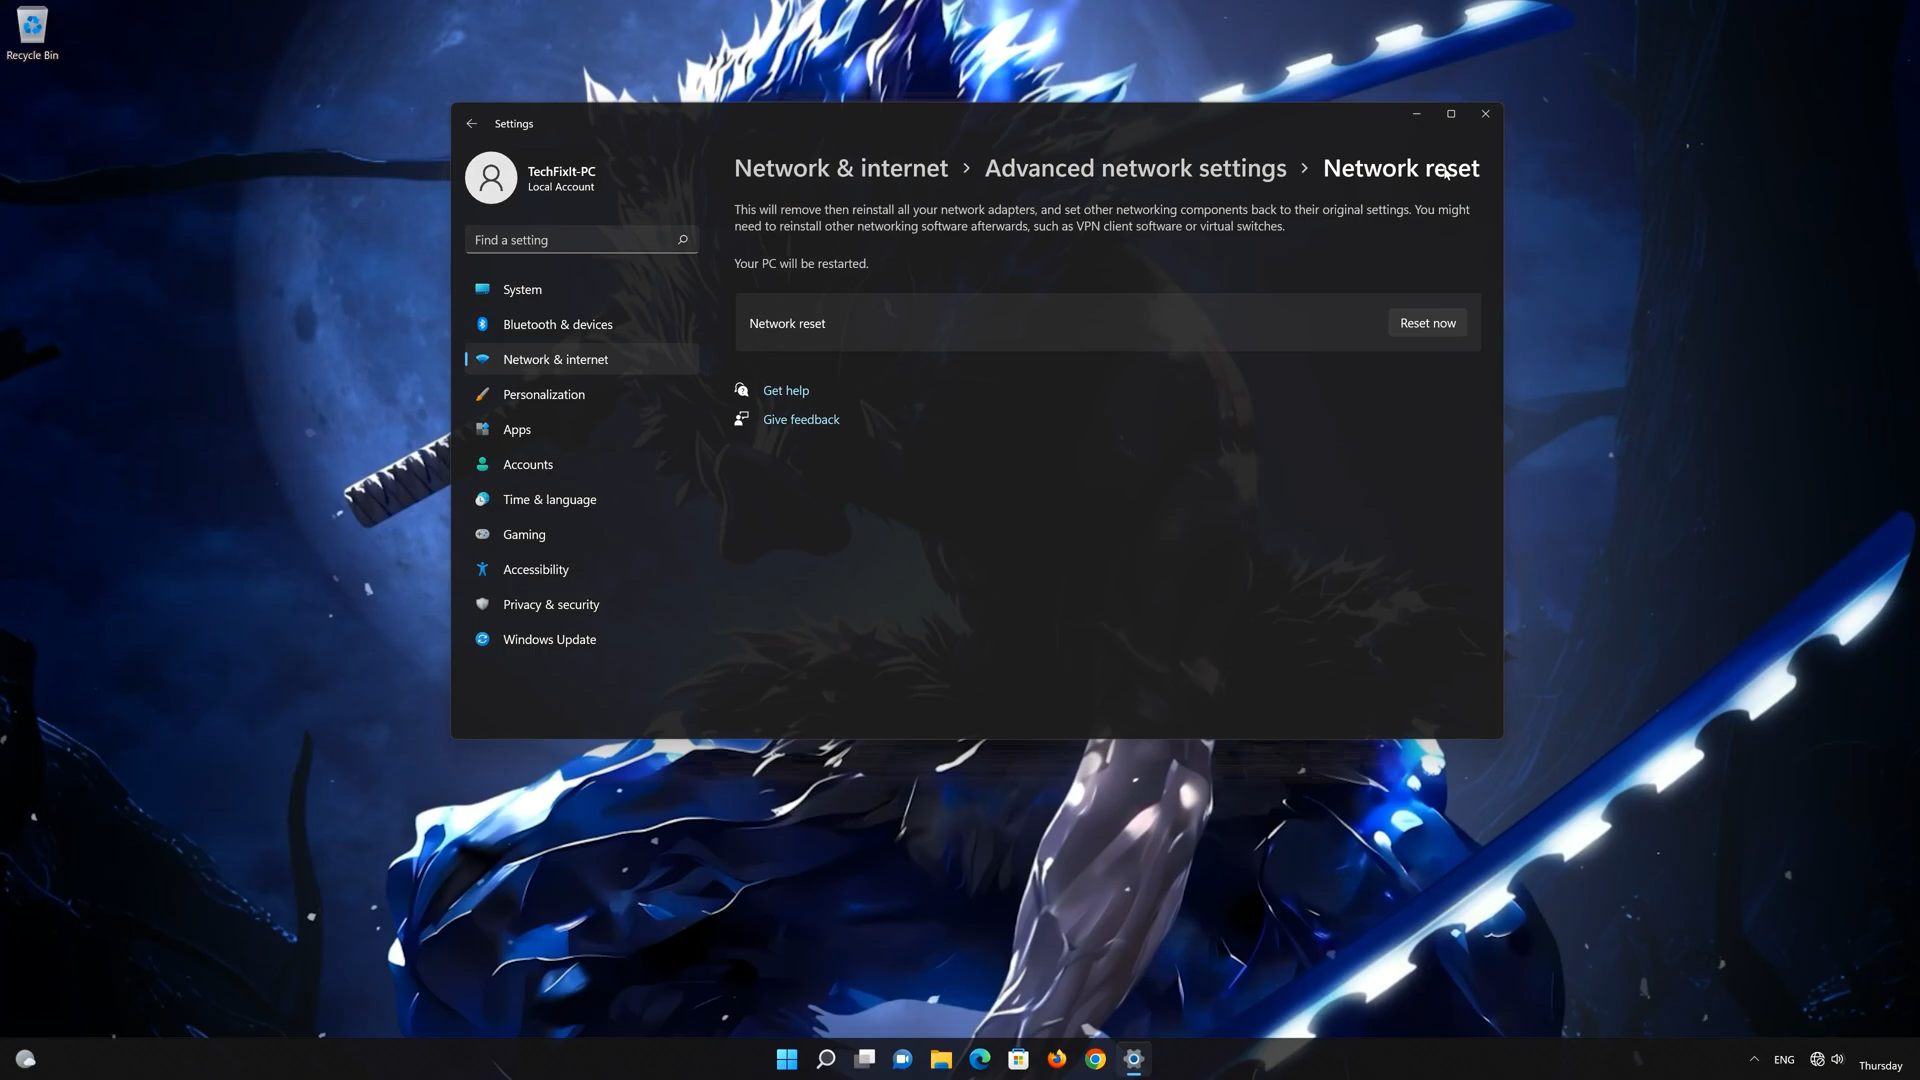 Recycle Bin
Settings
TechFixIt-PC
Local Account
Find a setting
System
Bluetooth & devices
Network & internet
Personalization
Apps
Accounts
Time & language
Gaming
Accessibility
Privacy & security
Windows Update
Network & internet › Advanced network settings › Network reset
This will remove then reinstall all your network adapters, and set other networking components back to their original settings. You might
need to reinstall other networking software afterwards, such as VPN client software or virtual switches.
Your PC will be restarted.
Network reset
Reset now
Get help
Give feedback
ENG
Thursday